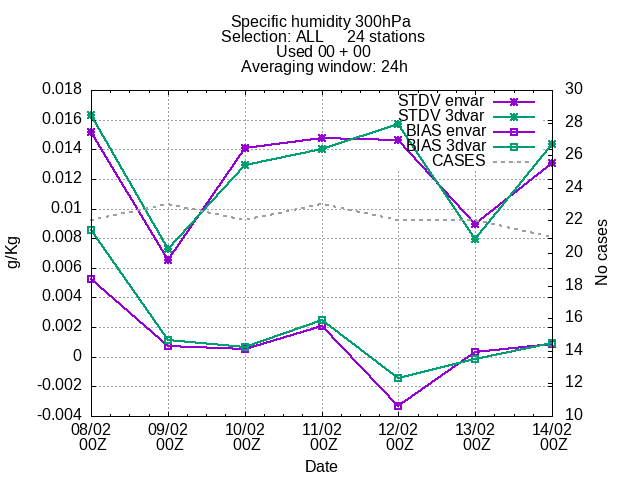 Specific humidity 300hPa
Selection: ALL 24 stations
Used 00 + 00
Averaging window: 24h
0.018
0.016
0.014
0.012
0.01
0.008
0.006
0.004
0.002
0
-0.002
-0.004
g/Kg
STDV envar
STDV 3dvar
BIAS envar
BIAS 3dvar
CASES
30
28
26
24
22
20
18
16
14
12
10
No cases
08/02 09/02 10/02 11/02 12/02 13/02 14/02
00Z 00Z 00Z 00Z 00Z 00Z 00Z
Date